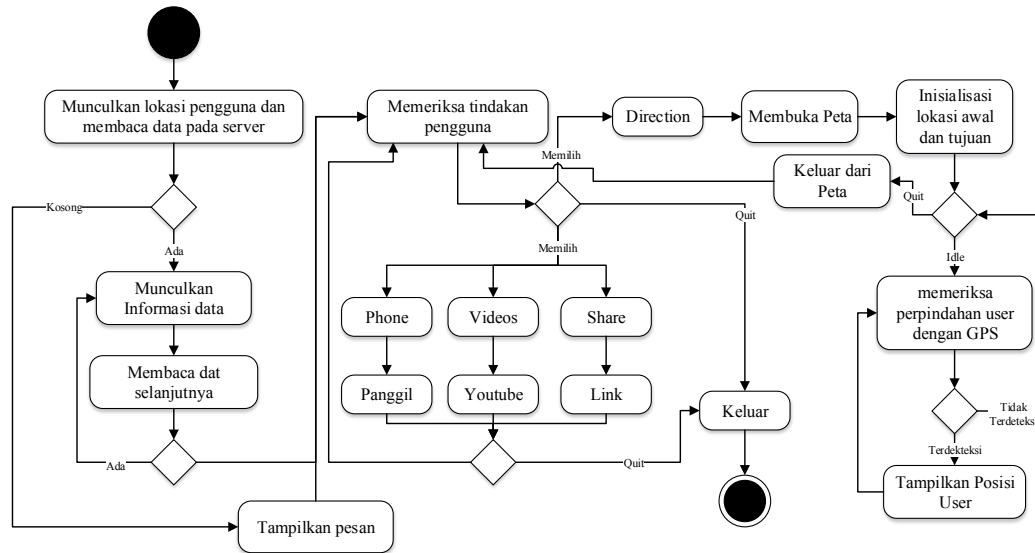 Munculkan lokasi pengguna dan
membaca data pada server
Kosong
Ada
Munculkan
Informasi data
Membaca dat
selanjutnya
Ada
Tampilkan pesan
Memeriksa tindakan
pengguna
Memilih
Direction
Membuka Peta
Inisialisasi
lokasi awal
dan tujuan
Keluar dari
Peta
Quit
Quit
Memilih
Phone
Videos
Share
Panggil
Youtube
Link
Quit
Keluar
Idle
memeriksa
perpindahan user
dengan GPS
Tidak
Terdeteks
Terdekteksi
Tampilkan Posisi
User